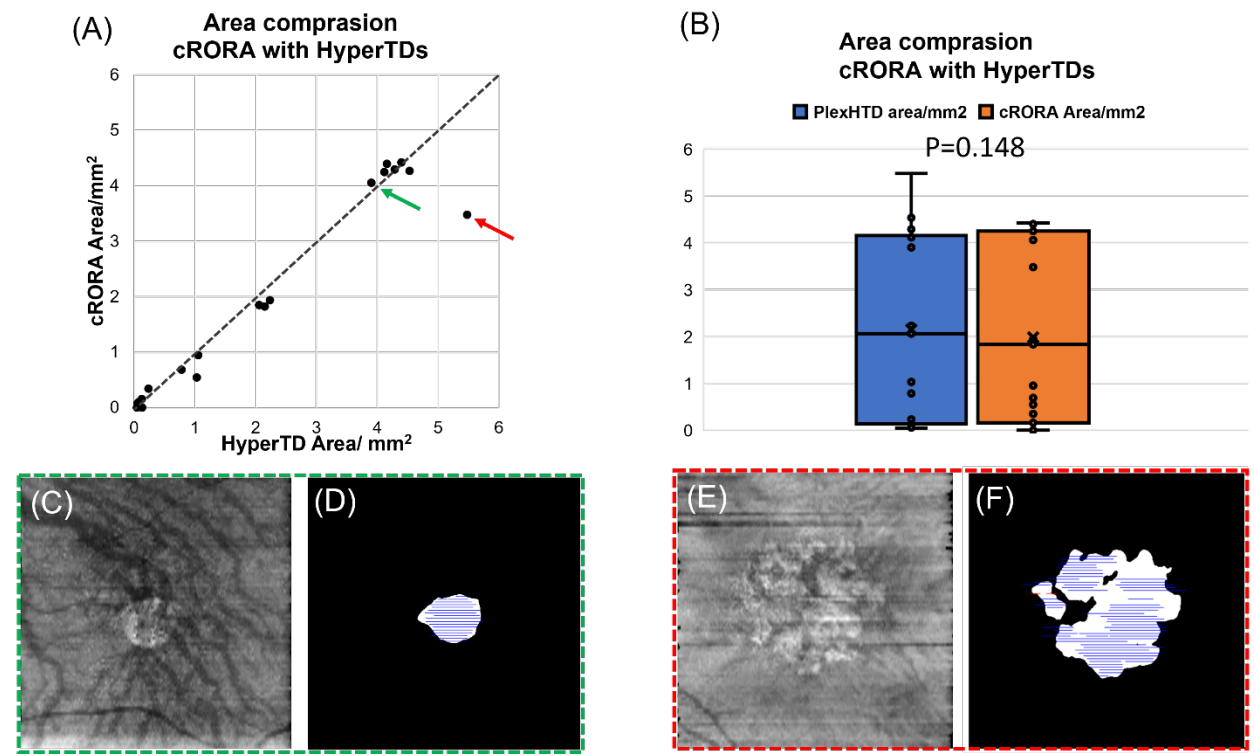 (A)
Area comprasion
cRORA with HyperTDs
6
5
4
3
2
1
0
cRORA Area/mm²
0 1 2 3 4 5 6
HyperTD Area/ mm²
(B)
Area comprasion
cRORA with HyperTDs
PlexHTD area/mm2 cRORA Area/mm2
P=0.148
6
5
4
3
2
1
0
(C)
(D)
(E)
(F)